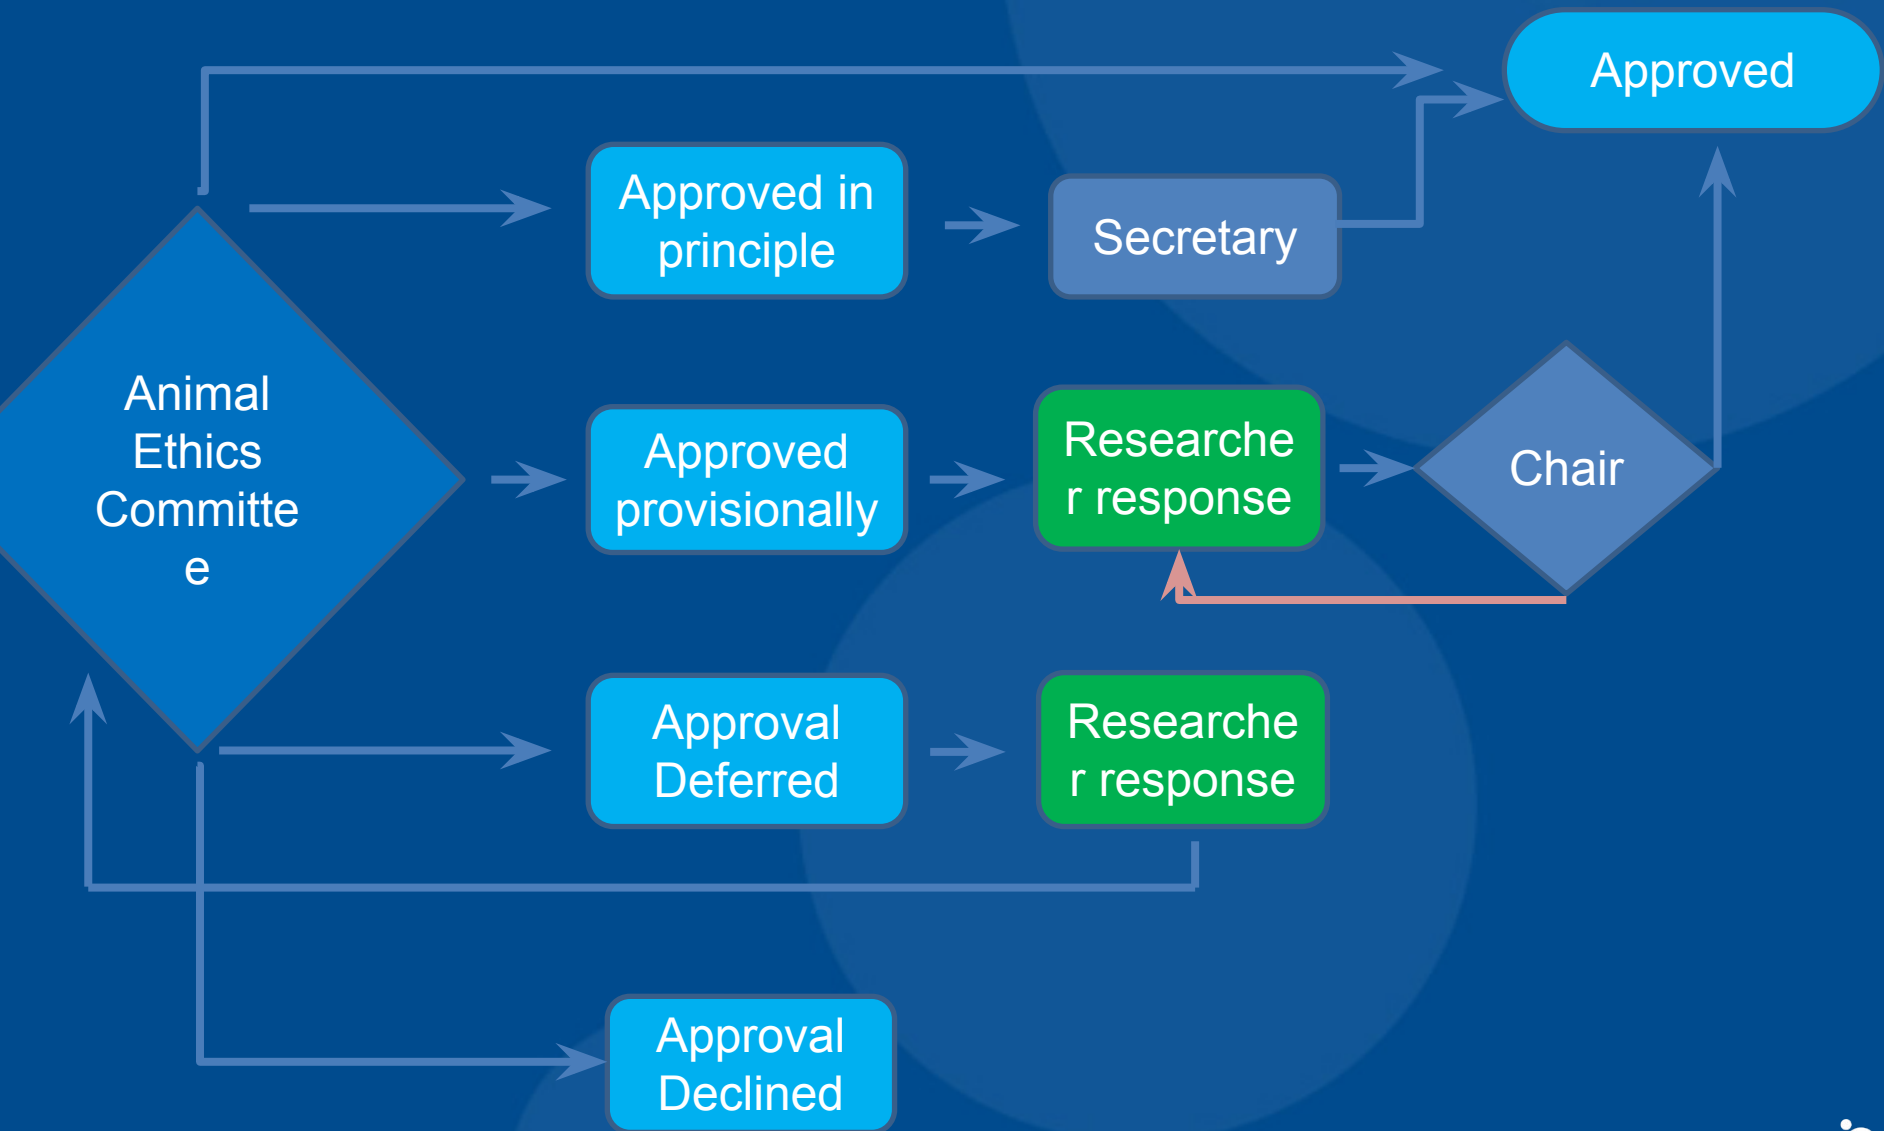 Approved
Approved in
principle
Secretary
Animal
Ethics
Committe
e
Approved
provisionally
Researche
r response
Chair
Approval
Deferred
Researche
r response
Approval
Declined